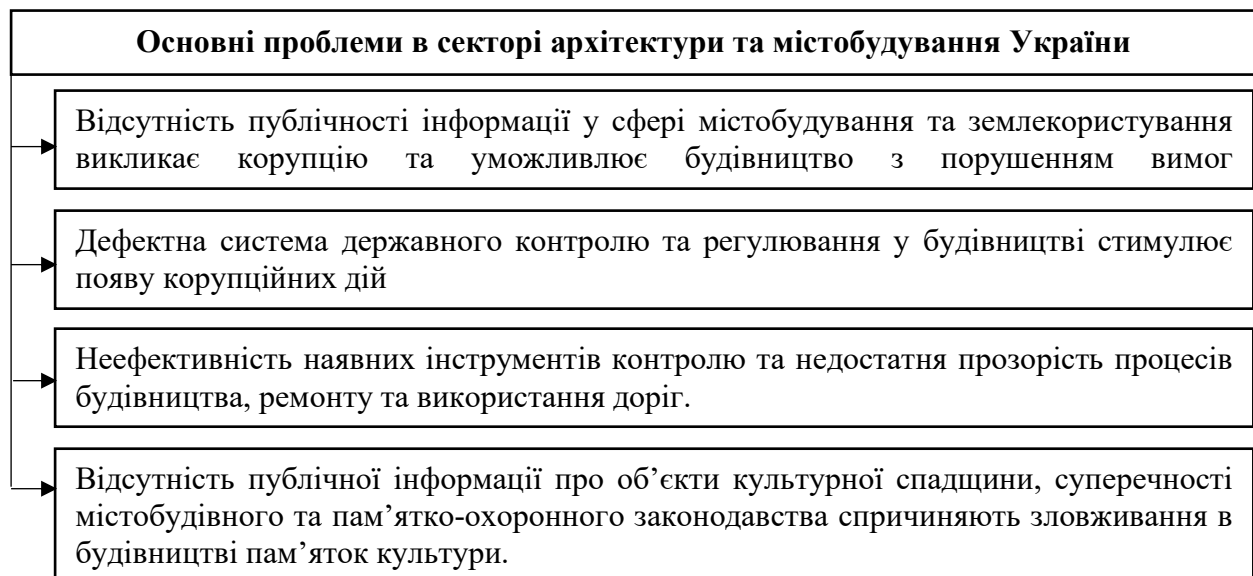 Основні проблеми в секторі архітектури та містобудування України
Відсутність публічності інформації у сфері містобудування та землекористування
викликає корупцію та уможливлює будівництво з порушенням вимог
Дефектна система державного контролю та регулювання у будівництві стимулює
появу корупційних дій
Неефективність наявних інструментів контролю та недостатня прозорість процесів
будівництва, ремонту та використання доріг.
Відсутність публічної інформації про об’єкти культурної спадщини, суперечності
містобудівного та пам’ятко-охоронного законодавства спричиняють зловживання в
будівництві пам’яток культури.